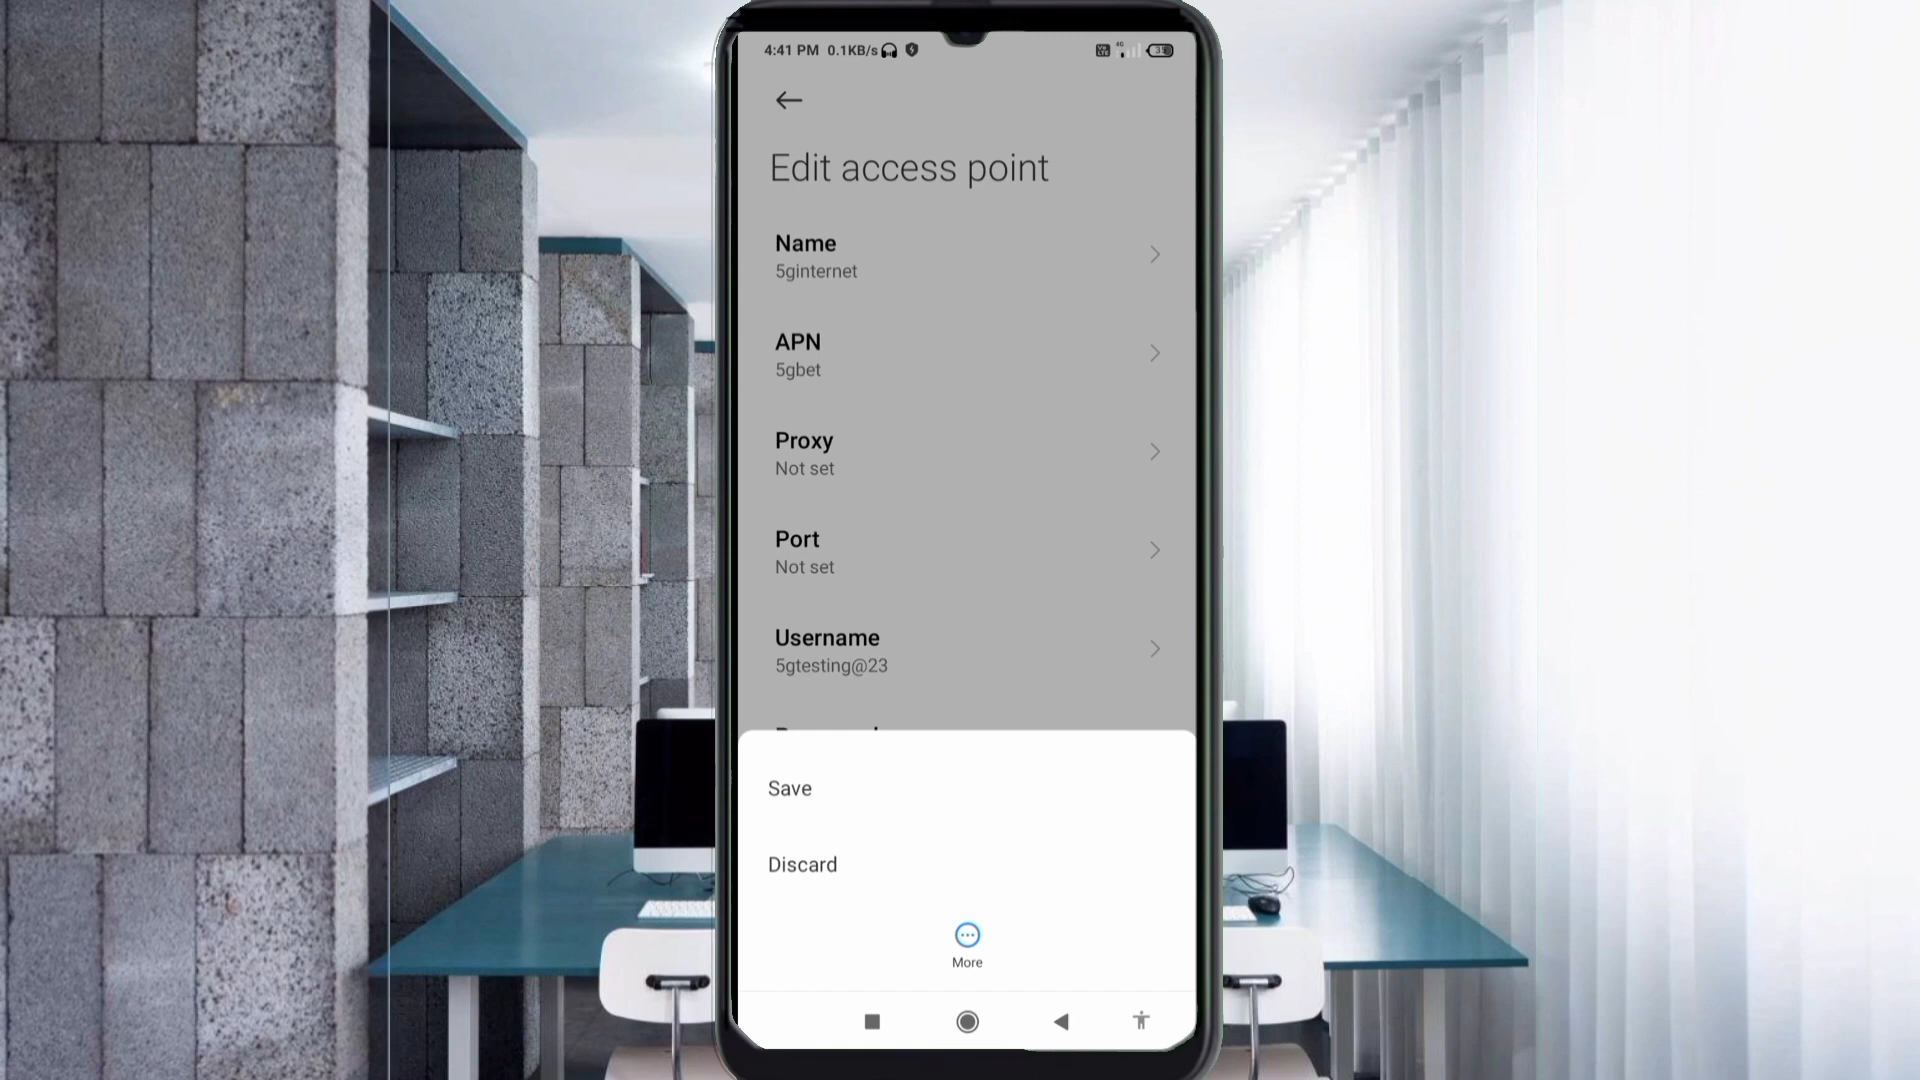 4:41 PM 0.1KB/s
4G
Edit access point
Name
5ginternet
APN
5gbet
Proxy
Not set
Port
Not set
Username
5gtesting@23
Save
Discard
More